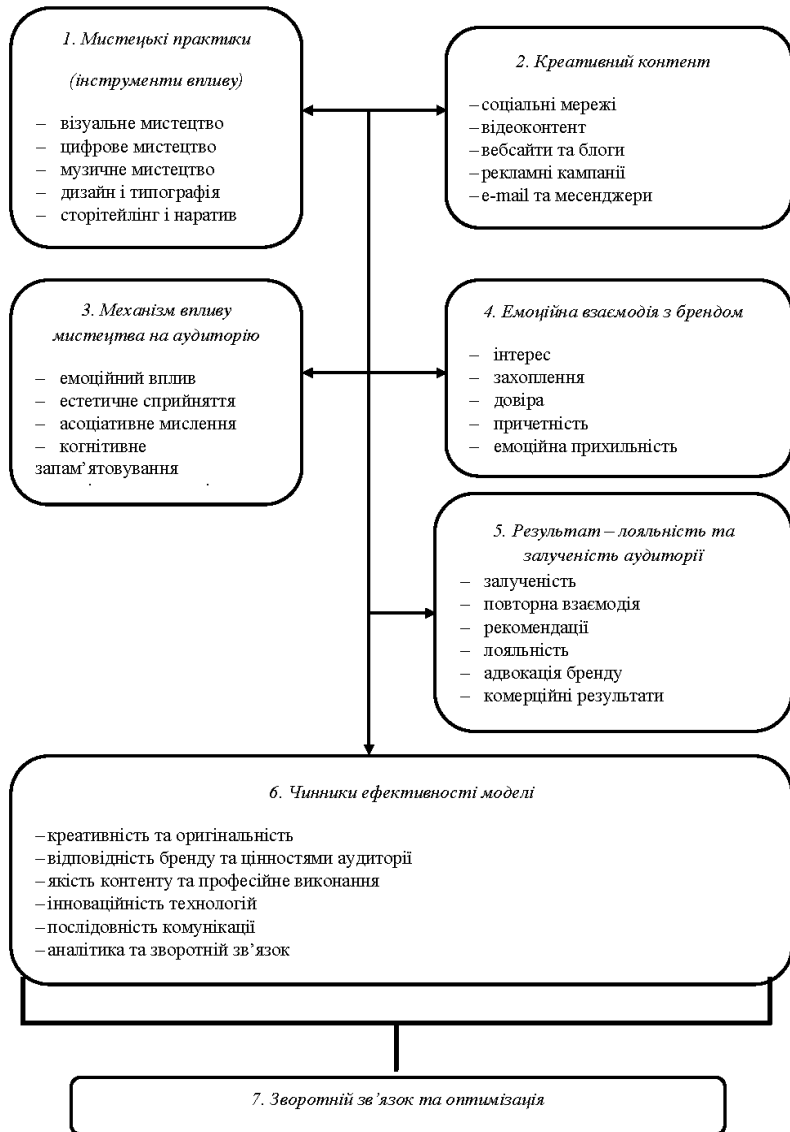 1. Мистецькі практики
(інструменти впливу)
– візуальне мистецтво
– цифрове мистецтво
– музичне мистецтво
– дизайн і типографія
– сторітейлінг і наратив
2. Креативний контент
– соціальні мережі
– відеоконтент
– вебсайти та блоги
– рекламні кампанії
– e-mail та месенджери
3. Механізм впливу
мистецтва на аудиторію
– емоційний вплив
– естетичне сприйняття
– асоціативне мислення
– когнітивне
запам’ятовування
4. Емоційна взаємодія з брендом
– інтерес
– захоплення
– довіра
– причетність
– емоційна прихильність
5. Результат – лояльність та
залученість аудиторії
– залученість
– повторна взаємодія
– рекомендації
– лояльність
– адвокація бренду
– комерційні результати
6. Чинники ефективності моделі
– креативність та оригінальність
– відповідність бренду та цінностями аудиторії
– якість контенту та професійне виконання
– інноваційність технологій
– послідовність комунікації
– аналітика та зворотній зв’язок
7. Зворотній зв’язок та оптимізація